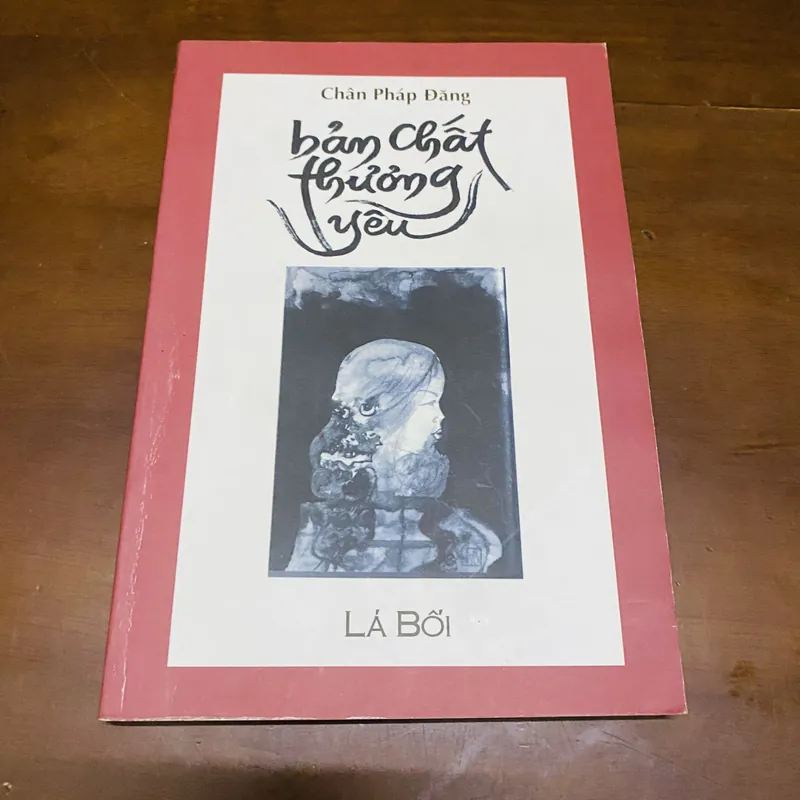 Chân Pháp Đăng
bản chất
thương
yêu
LÁ BỐI